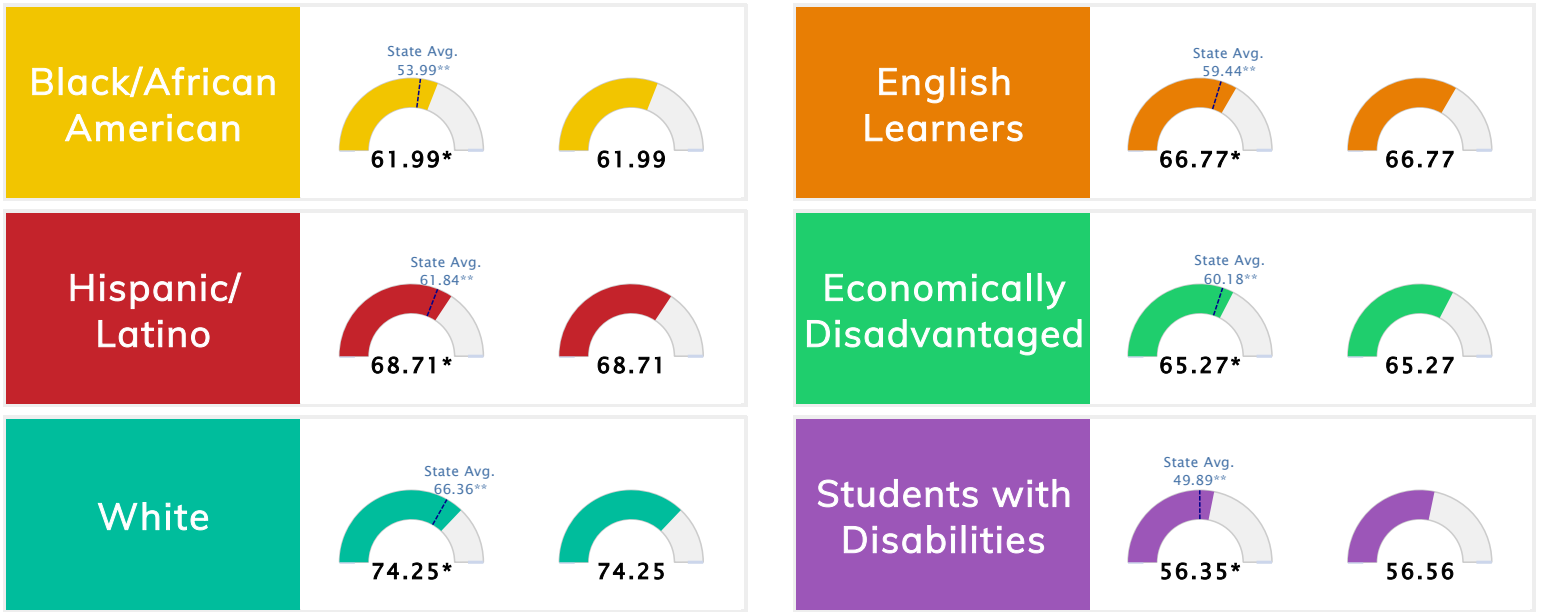 Black/African
American
State Avg.
53.99**
61.99*
61.99
English
Learners
State Avg.
59.44**
66.77*
66.77
Hispanic/
Latino
State Avg.
61.84**
68.71*
68.71
Economically
Disadvantaged
State Avg.
60.18**
65.27*
65.27
White
State Avg.
66.36**
74.25*
74.25
Students with
Disabilities
State Avg.
49.89**
56.35*
56.56